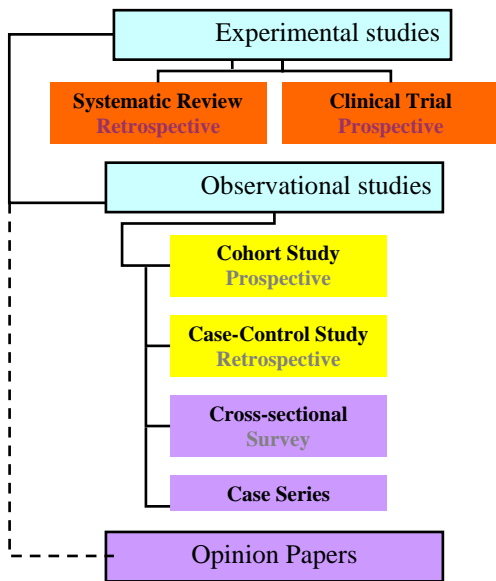 Experimental studies
Systematic Review
Retrospective
Clinical Trial
Prospective
Observational studies
Cohort Study
Prospective
Case-Control Study
Retrospective
Cross-sectional
Survey
Case Series
Opinion Papers